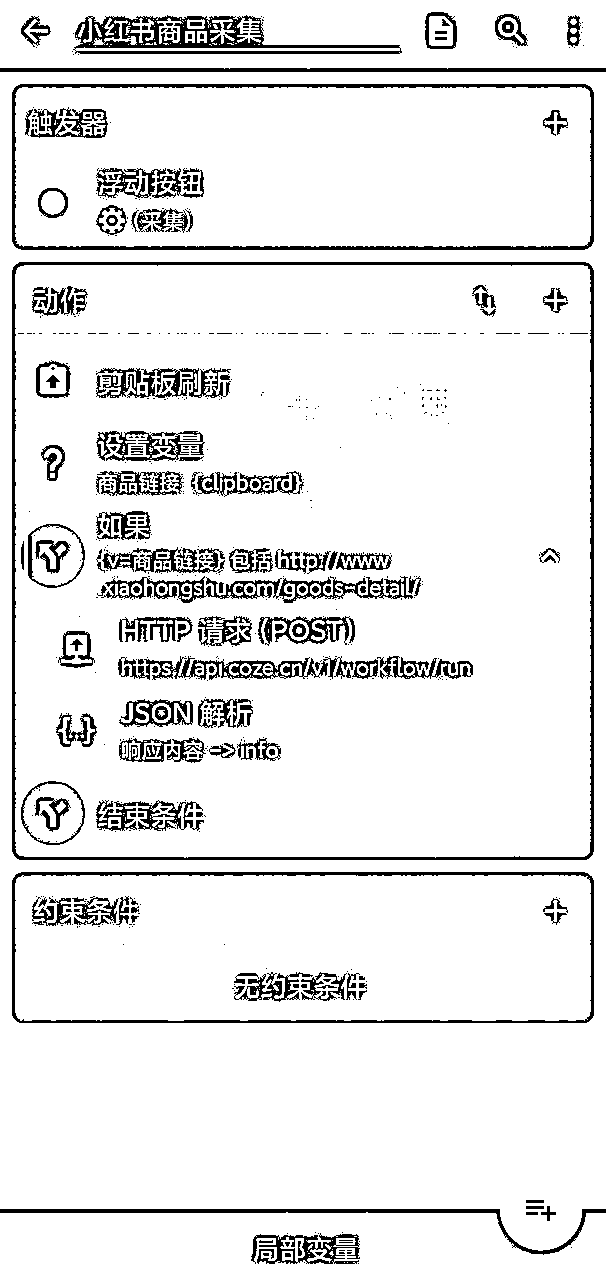 小红书商品采集
触发器
浮动按钮
(采集)
动作
剪贴板刷新
设置变量
商品链接 {clipboard}
如果
{v=商品链接} 包括 http://www
.xiaohongshu.com/goods-detail/
HTTP 请求 (POST)
https://api.coze.cn/v1/workflow/run
JSON 解析
响应内容 -> info
结束条件
约束条件
无约束条件
局部变量